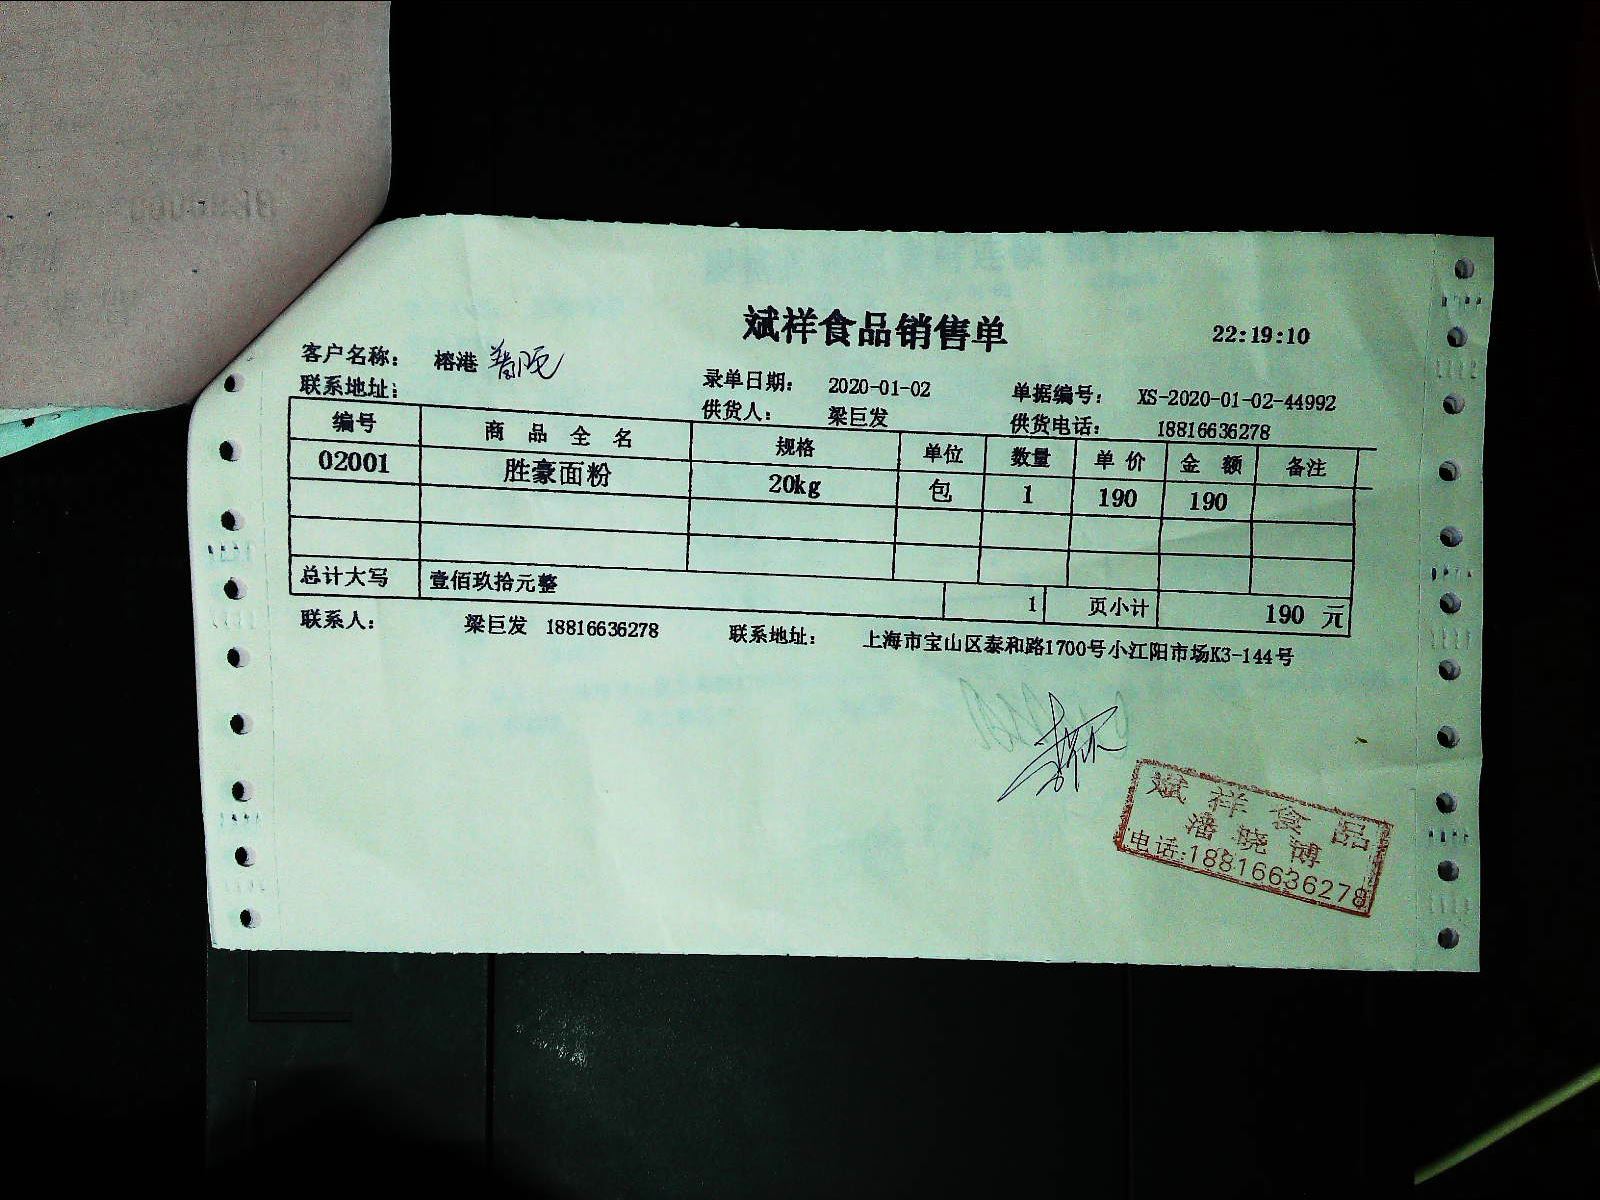 斌祥食品销售单 22:19:10
客户名称： 榕港
录单日期： 2020-01-02 单据编号： XS-2020-01-02-44992
联系地址：
供货人： 梁巨发 供货电话： 18816636278
编号 商品全名 规格 单位 数量 单价 金额 备注
02001 胜豪面粉 20kg 包 1 190 190
总计大写 壹佰玖拾元整 1 页小计 190 元
联系人： 梁巨发 18816636278 联系地址： 上海市宝山区泰和路1700号小江阳市场K3-144号
斌祥食品
潘晓博
电话:18816636278